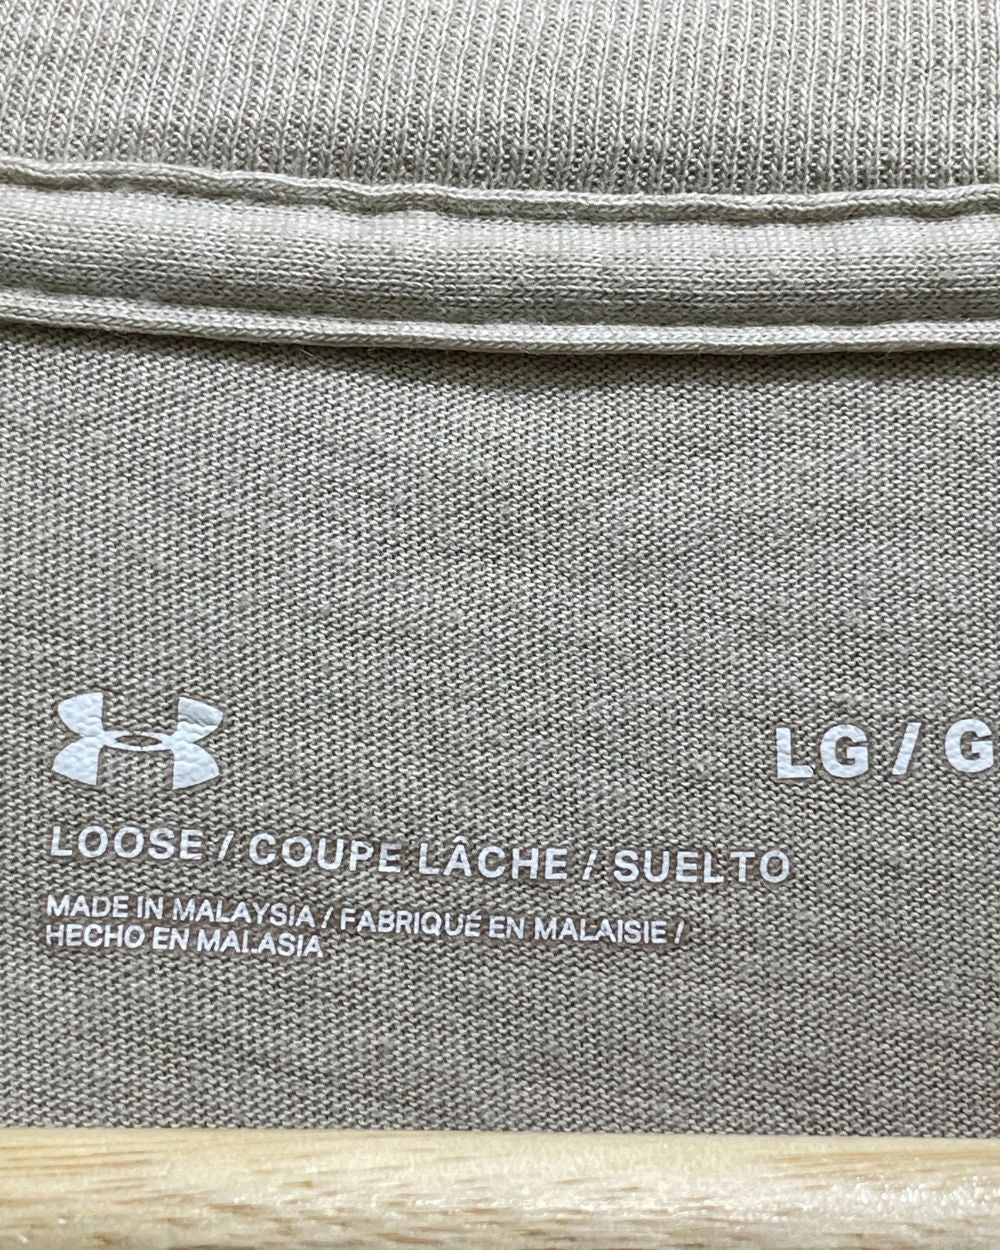 LG / G
LOOSE / COUPE LÂCHE / SUELTO
MADE IN MALAYSIA / FABRIQUÉ EN MALAISIE /
HECHO EN MALASIA